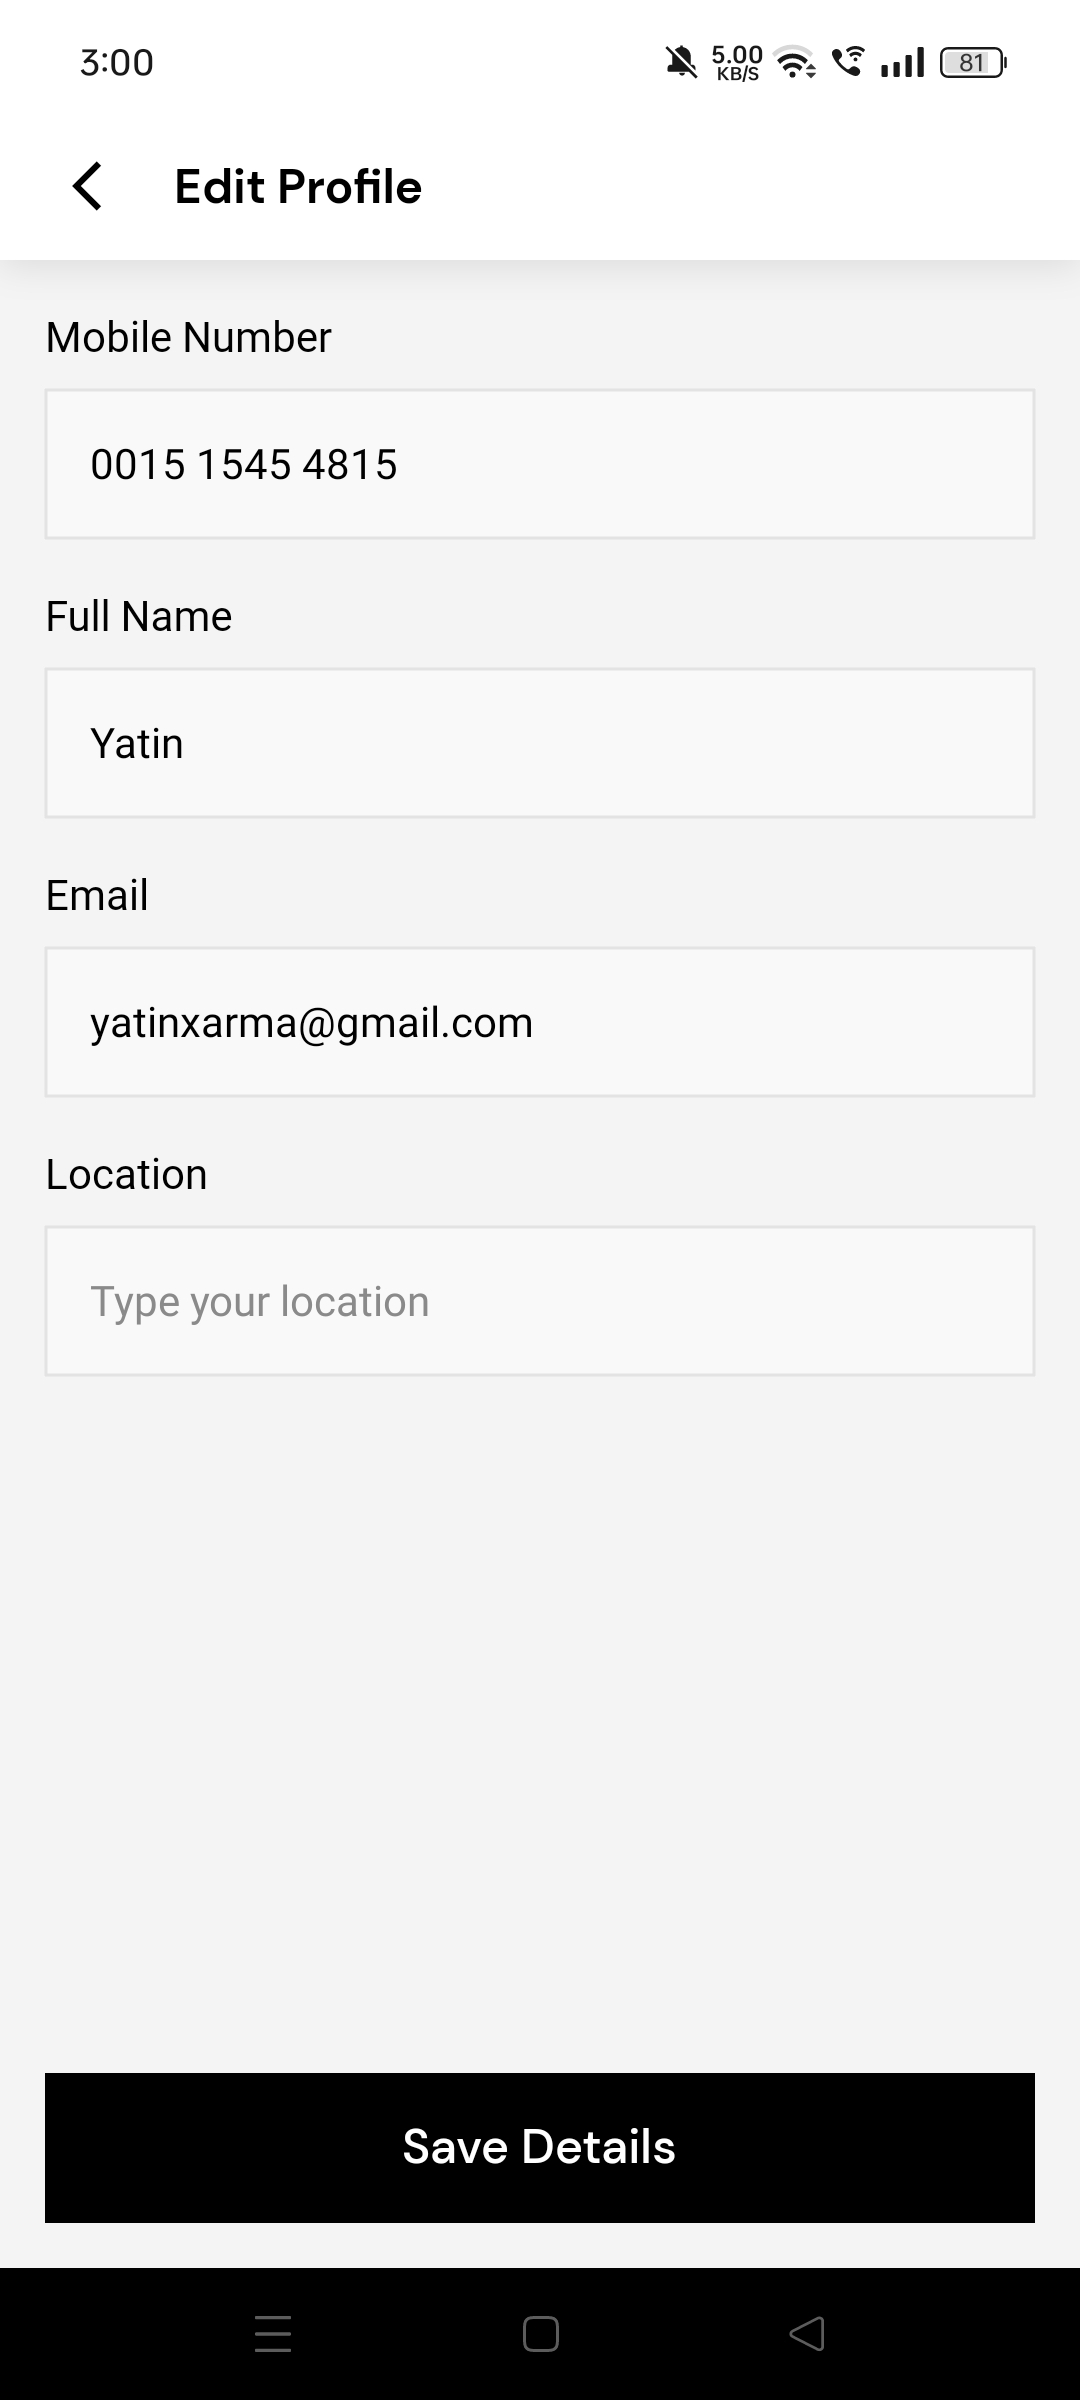 3:00
5.00
KB/S
81
Edit Profile
Mobile Number
0015 1545 4815
Full Name
Yatin
Email
yatinxarma@gmail.com
Location
Type your location
Save Details